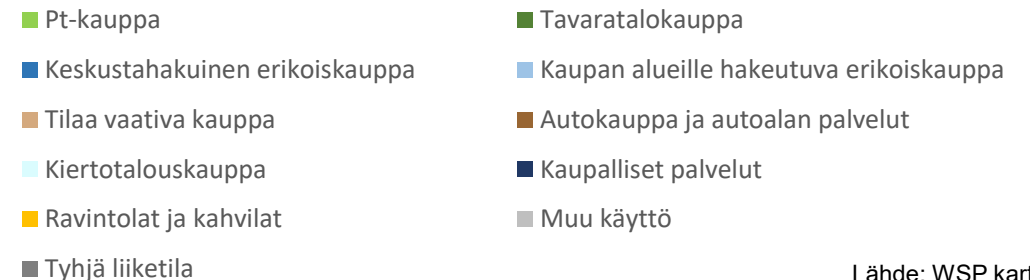 Pt-kauppa
Tavaratalokauppa
Keskustahakuinen erikoiskauppa
Kaupan alueille hakeutuva erikoiskauppa
Tilaa vaativa kauppa
Autokauppa ja autoalan palvelut
Kiertotalouskauppa
Kaupalliset palvelut
Ravintolat ja kahvilat
Muu käyttö
Tyhjä liiketila
Lähde: WSP kart